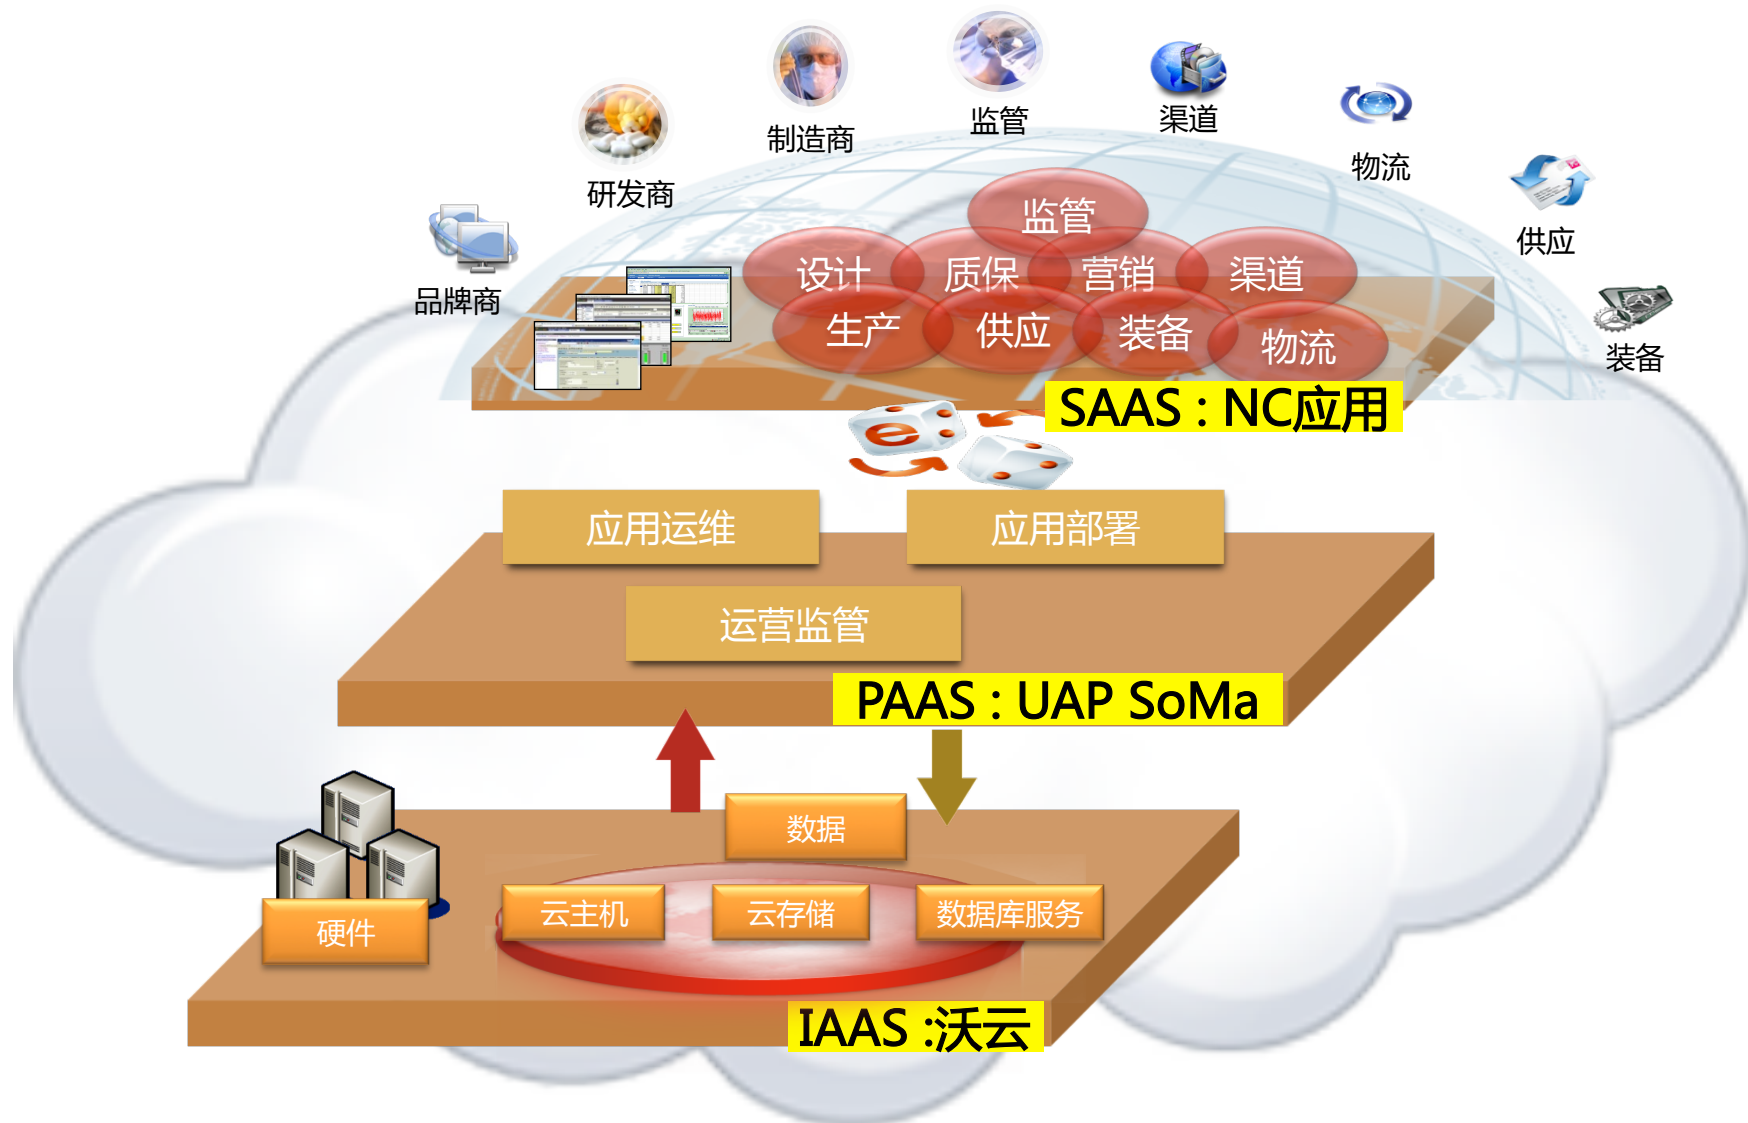 监管
渠道
制造商
物流
研发商
供应
品牌商
装备
监管
设计
质保
营销
渠道
生产
供应
装备
物流
SAAS : NC应用
e
应用运维
应用部署
运营监管
PAAS : UAP SoMa
数据
云主机
云存储
数据库服务
硬件
IAAS :沃云